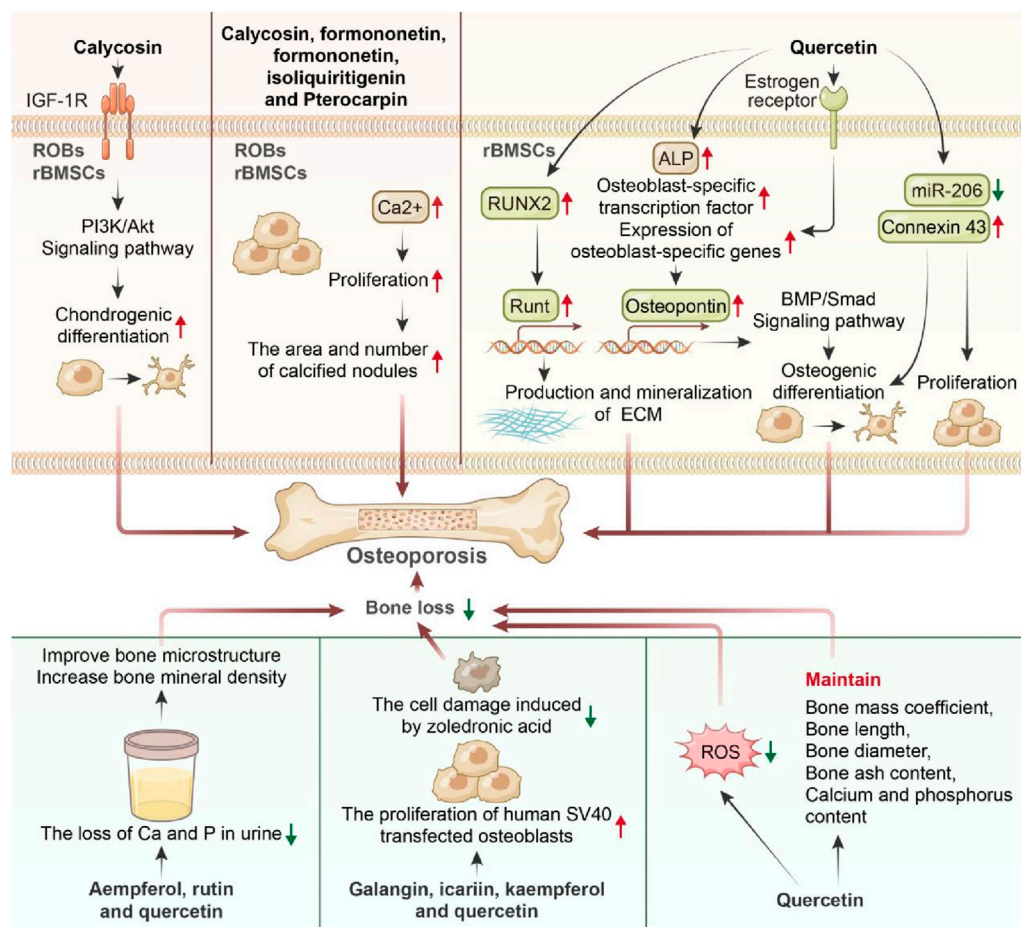 Calycosin
IGF-1R
ROBs
rBMSCs
PI3K/Akt
Signaling pathway
Chondrogenic
differentiation
Calycosin, formononetin,
formononetin,
isoliquiritigenin
and Pterocarpin
ROBs
rBMSCs
Ca2+
Proliferation
The area and number
of calcified nodules
Quercetin
Estrogen
receptor
rBMSCs
ALP
RUNX2
Osteoblast-specific
transcription factor
Expression of
osteoblast-specific genes
miR-206
Connexin 43
Runt
Osteopontin
BMP/Smad
Signaling pathway
Osteogenic
differentiation
Proliferation
Production and mineralization
of ECM
Osteoporosis
Bone loss
Improve bone microstructure
Increase bone mineral density
The loss of Ca and P in urine
Aempferol, rutin
and quercetin
The cell damage induced
by zoledronic acid
The proliferation of human SV40
transfected osteoblasts
Galangin, icariin, kaempferol
and quercetin
ROS
Maintain
Bone mass coefficient,
Bone length,
Bone diameter,
Bone ash content,
Calcium and phosphorus
content
Quercetin